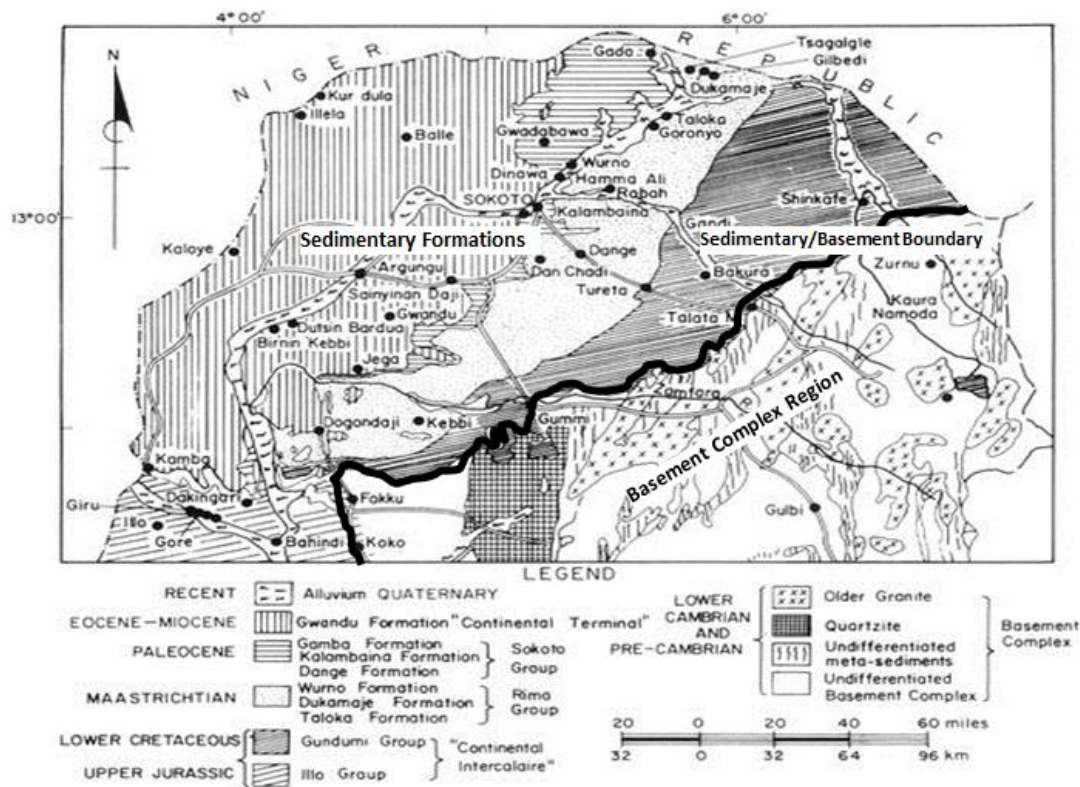 4°00'
6°00'
N
NIGER
REPUBLIC
Gada
Tsagalgle
Gilbedi
Dukamaje
Kur dula
Illela
Balle
Taloka
Gwadabawa
Goronyo
Wurno
Dinawa
Hamma Ali
Rabah
SOKOTO
Kalambaina
Shinkafe
13°00
Sedimentary Formations
Gandi
Sedimentary/Basement Boundary
Kaloye
Dange
Argungu
Dan Chadi
Bakura
Zurnu
Sainyinan Daji
Tureta
Gwandu
Talata M
Kaura
Namoda
Dutsin Bardua
Birnin Kebbi
Jega
Zamfara
Dogondaji
Kebbi
Gummi
Basement Complex Region
Kamba
Giru
Dakingari
Fokku
Illo
Gulbi
Gore
Bahindi
Koko
LEGEND
RECENT
Alluvium QUATERNARY
EOCENE-MIOCENE
Gwandu Formation "Continental Terminal"
PALEOCENE
Gamba Formation
Kalambaina Formation
Dange Formation
Sokoto
Group
MAASTRICHTIAN
Wurno Formation
Dukamaje Formation
Taloka Formation
Rima
Group
LOWER CRETACEOUS
Gundumi Group
UPPER JURASSIC
Illo Group
"Continental
Intercalaire"
LOWER
CAMBRIAN
AND
PRE-CAMBRIAN
Older Granite
Quartzite
Undifferentiated
meta-sediments
Undifferentiated
Basement Complex
Basement
Complex
20 0 20 40 60 miles
32 0 32 64 96 km